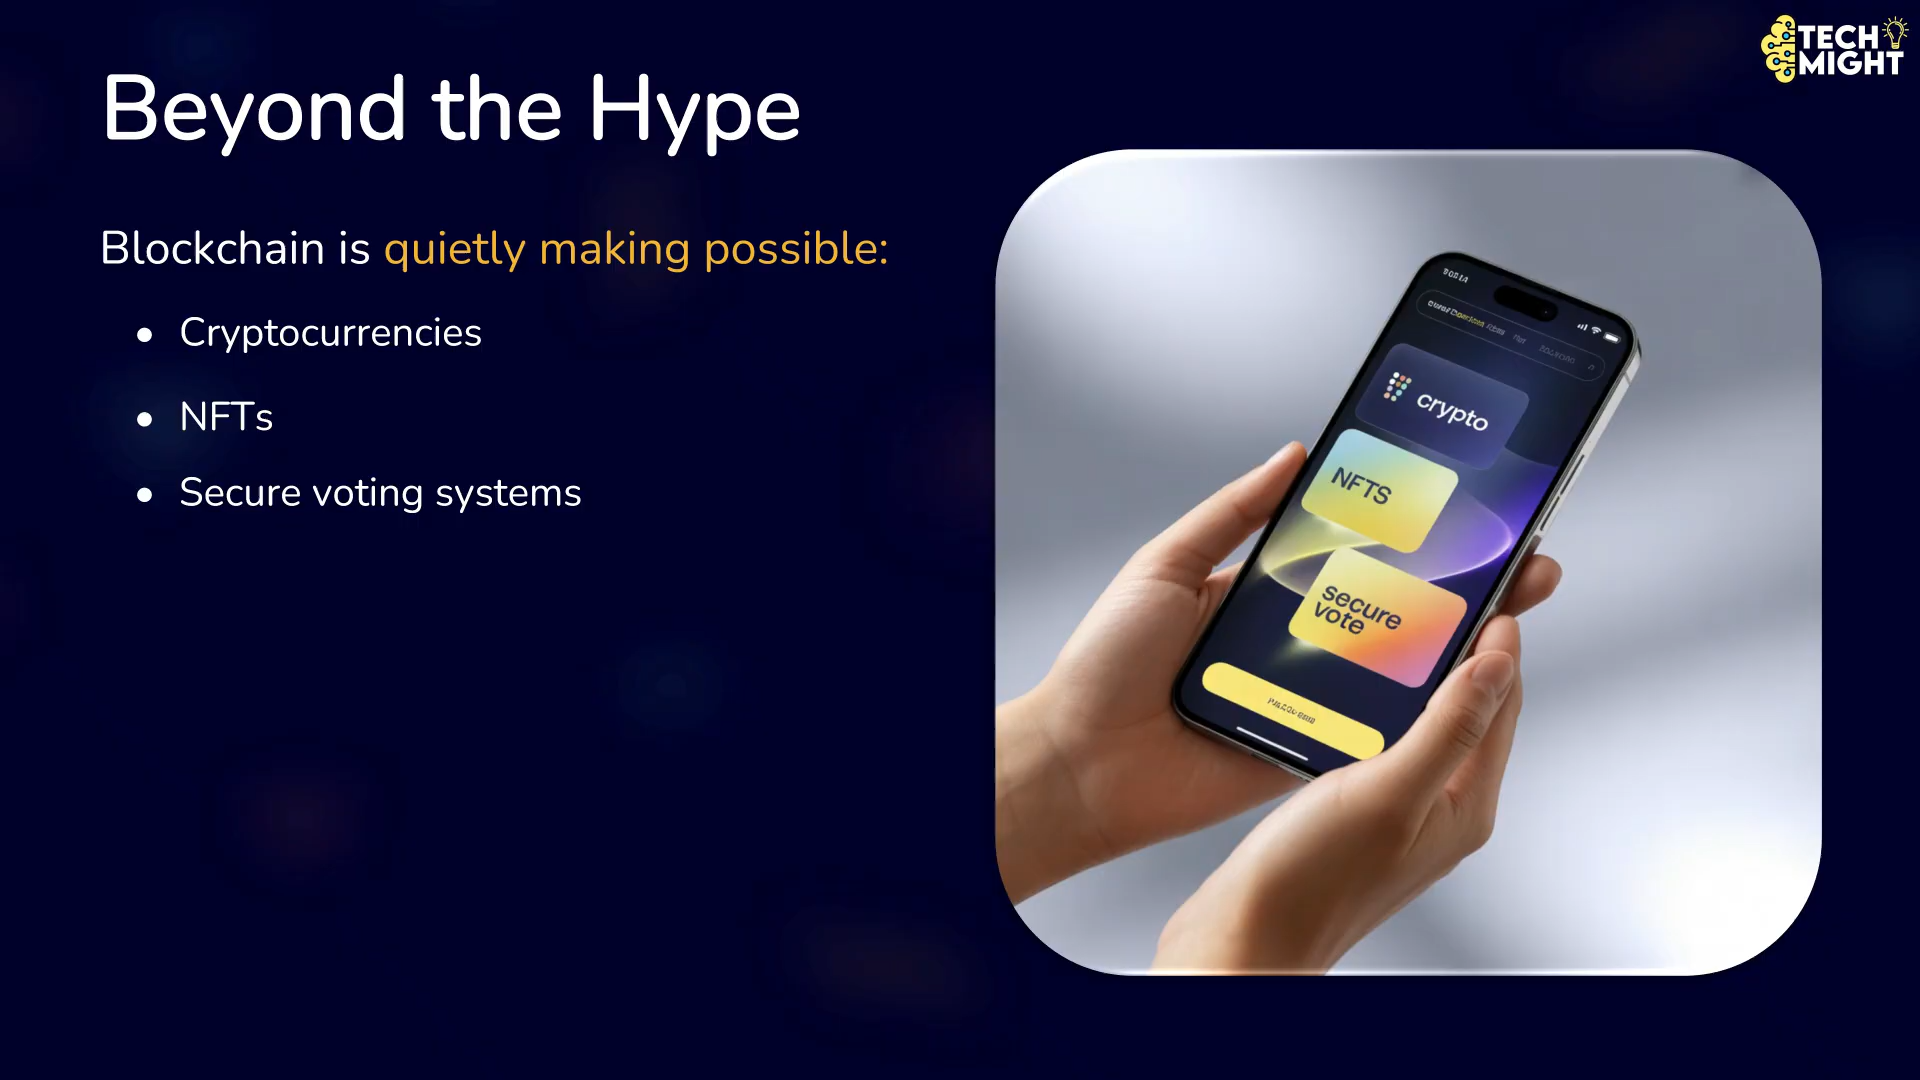 TECH
MIGHT
Beyond the Hype
Blockchain is quietly making possible:
• Cryptocurrencies
• NFTs
• Secure voting systems
crypto
NFTS
secure
vote